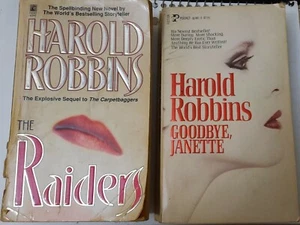 The Spellbinding New Novel by
The World's Bestselling Storyteller
HAROLD
ROBBINS
The Explosive Sequel to The Carpetbaggers
THE
Raiders
Harold
Robbins
GOODBYE,
JANETTE